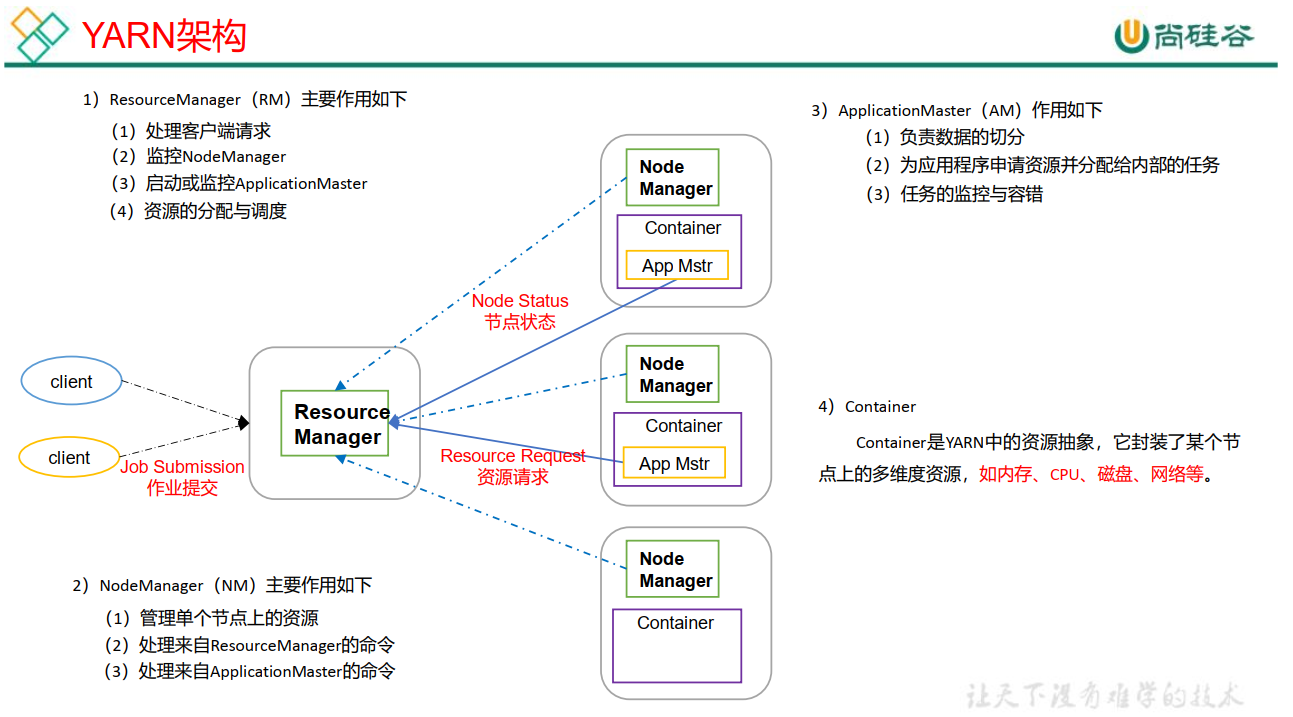 YARN架构
尚硅谷
1）ResourceManager（RM）主要作用如下
（1）处理客户端请求
（2）监控NodeManager
（3）启动或监控ApplicationMaster
（4）资源的分配与调度
3）ApplicationMaster（AM）作用如下
（1）负责数据的切分
（2）为应用程序申请资源并分配给内部的任务
（3）任务的监控与容错
Node
Manager
Container
App Mstr
Node Status
节点状态
client
client
Job Submission
作业提交
Resource
Manager
Node
Manager
Container
App Mstr
Resource Request
资源请求
4）Container
Container是YARN中的资源抽象，它封装了某个节
点上的多维度资源，如内存、CPU、磁盘、网络等。
Node
Manager
Container
2）NodeManager（NM）主要作用如下
（1）管理单个节点上的资源
（2）处理来自ResourceManager的命令
（3）处理来自ApplicationMaster的命令
让天下没有难学的技术